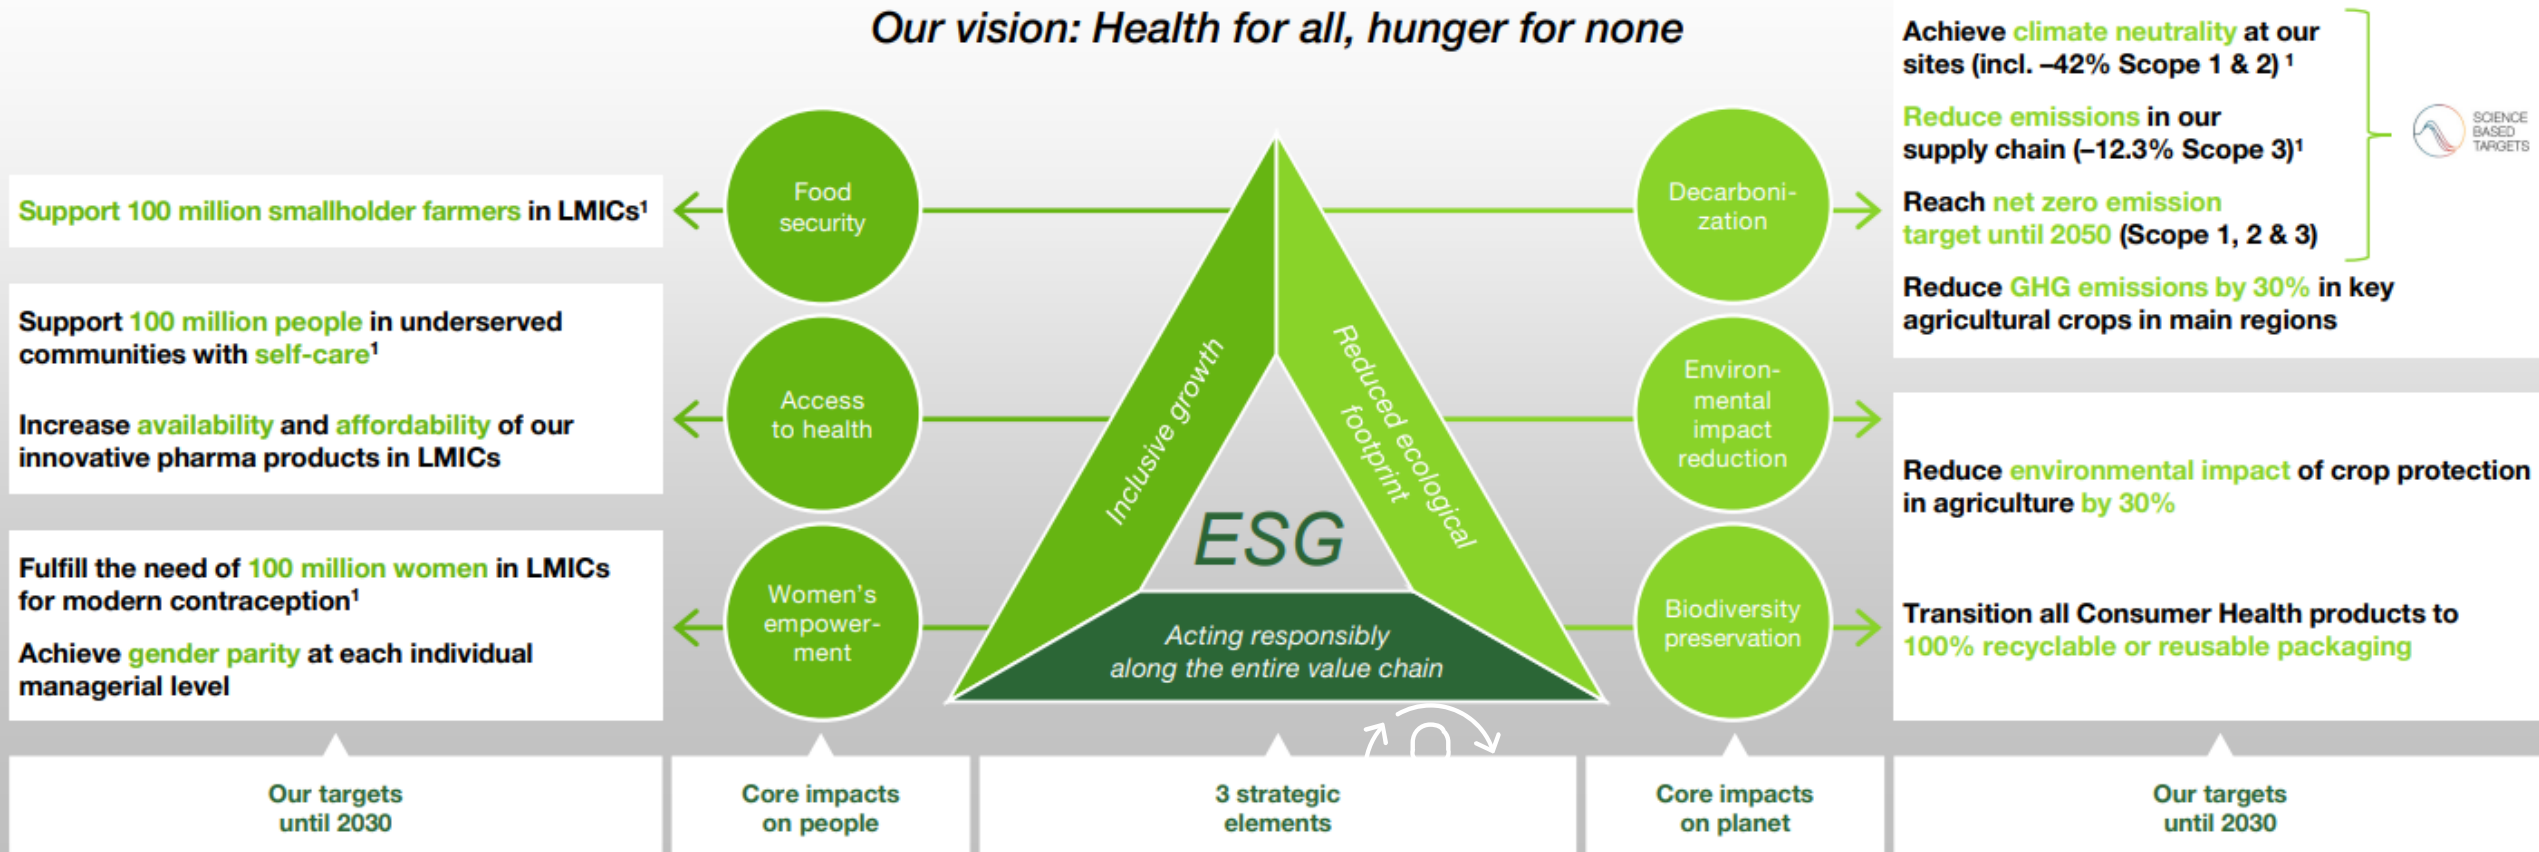 Our vision: Health for all, hunger for none
Support 100 million smallholder farmers in LMICs¹
Support 100 million people in underserved
communities with self-care¹
Increase availability and affordability of our
innovative pharma products in LMICs
Fulfill the need of 100 million women in LMICs
for modern contraception¹
Achieve gender parity at each individual
managerial level
Our targets
until 2030
Food
security
Access
to health
Women's
empower-
ment
Core impacts
on people
Inclusive growth
Reduced ecological
footprint
ESG
Acting responsibly
along the entire value chain
3 strategic
elements
Decarboni-
zation
Environ-
mental
impact
reduction
Biodiversity
preservation
Core impacts
on planet
Achieve climate neutrality at our
sites (incl. –42% Scope 1 & 2) ¹
Reduce emissions in our
supply chain (–12.3% Scope 3)¹
Reach net zero emission
target until 2050 (Scope 1, 2 & 3)
SCIENCE
BASED
TARGETS
Reduce GHG emissions by 30% in key
agricultural crops in main regions
Reduce environmental impact of crop protection
in agriculture by 30%
Transition all Consumer Health products to
100% recyclable or reusable packaging
Our targets
until 2030